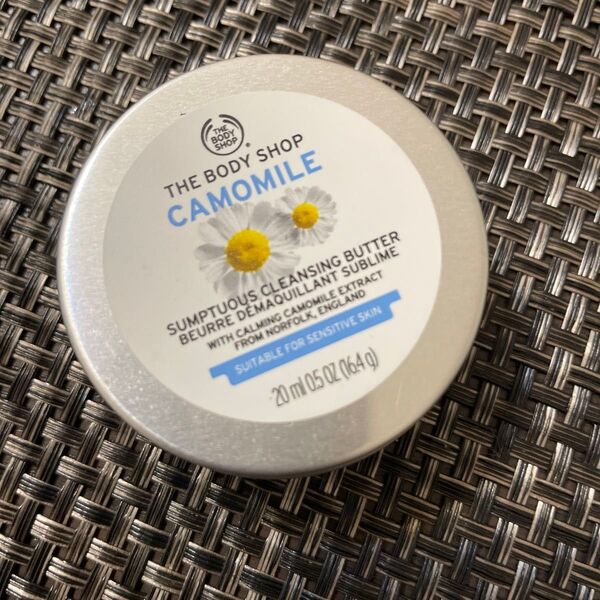 THE
BODY
SHOP
®
THE BODY SHOP
CAMOMILE
SUMPTUOUS CLEANSING BUTTER
BEURRE DÉMAQUILLANT SUBLIME
WITH CALMING CAMOMILE EXTRACT
FROM NORFOLK, ENGLAND
SUITABLE FOR SENSITIVE SKIN
20 ml 0.5 OZ (16.4 g)